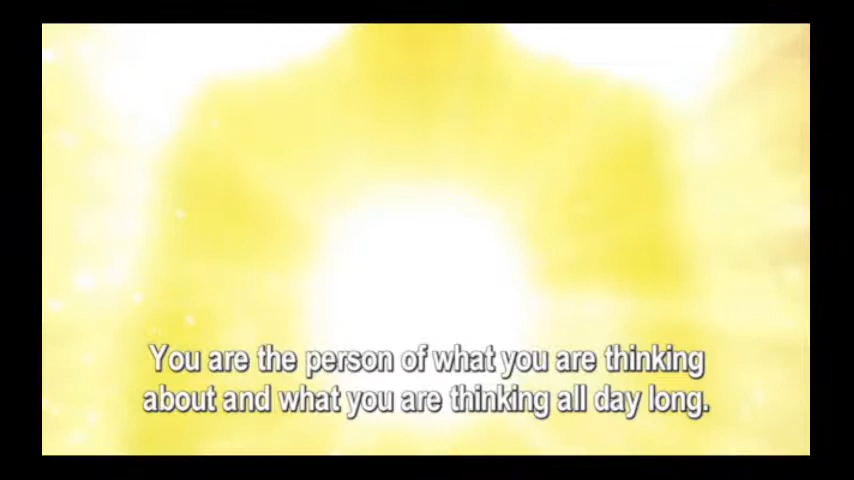 You are the person of what you are thinking
about and what you are thinking all day long.